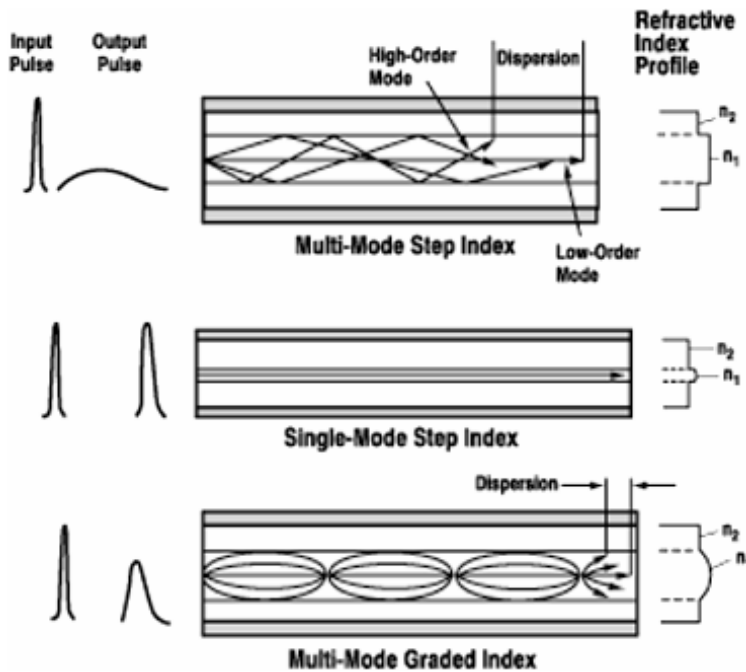 Input
Pulse
Output
Pulse
High-Order
Mode
Dispersion
Refractive
Index
Profile
n2
n1
Low-Order
Mode
Multi-Mode Step Index
n2
n1
Single-Mode Step Index
Dispersion
n2
n
Multi-Mode Graded Index